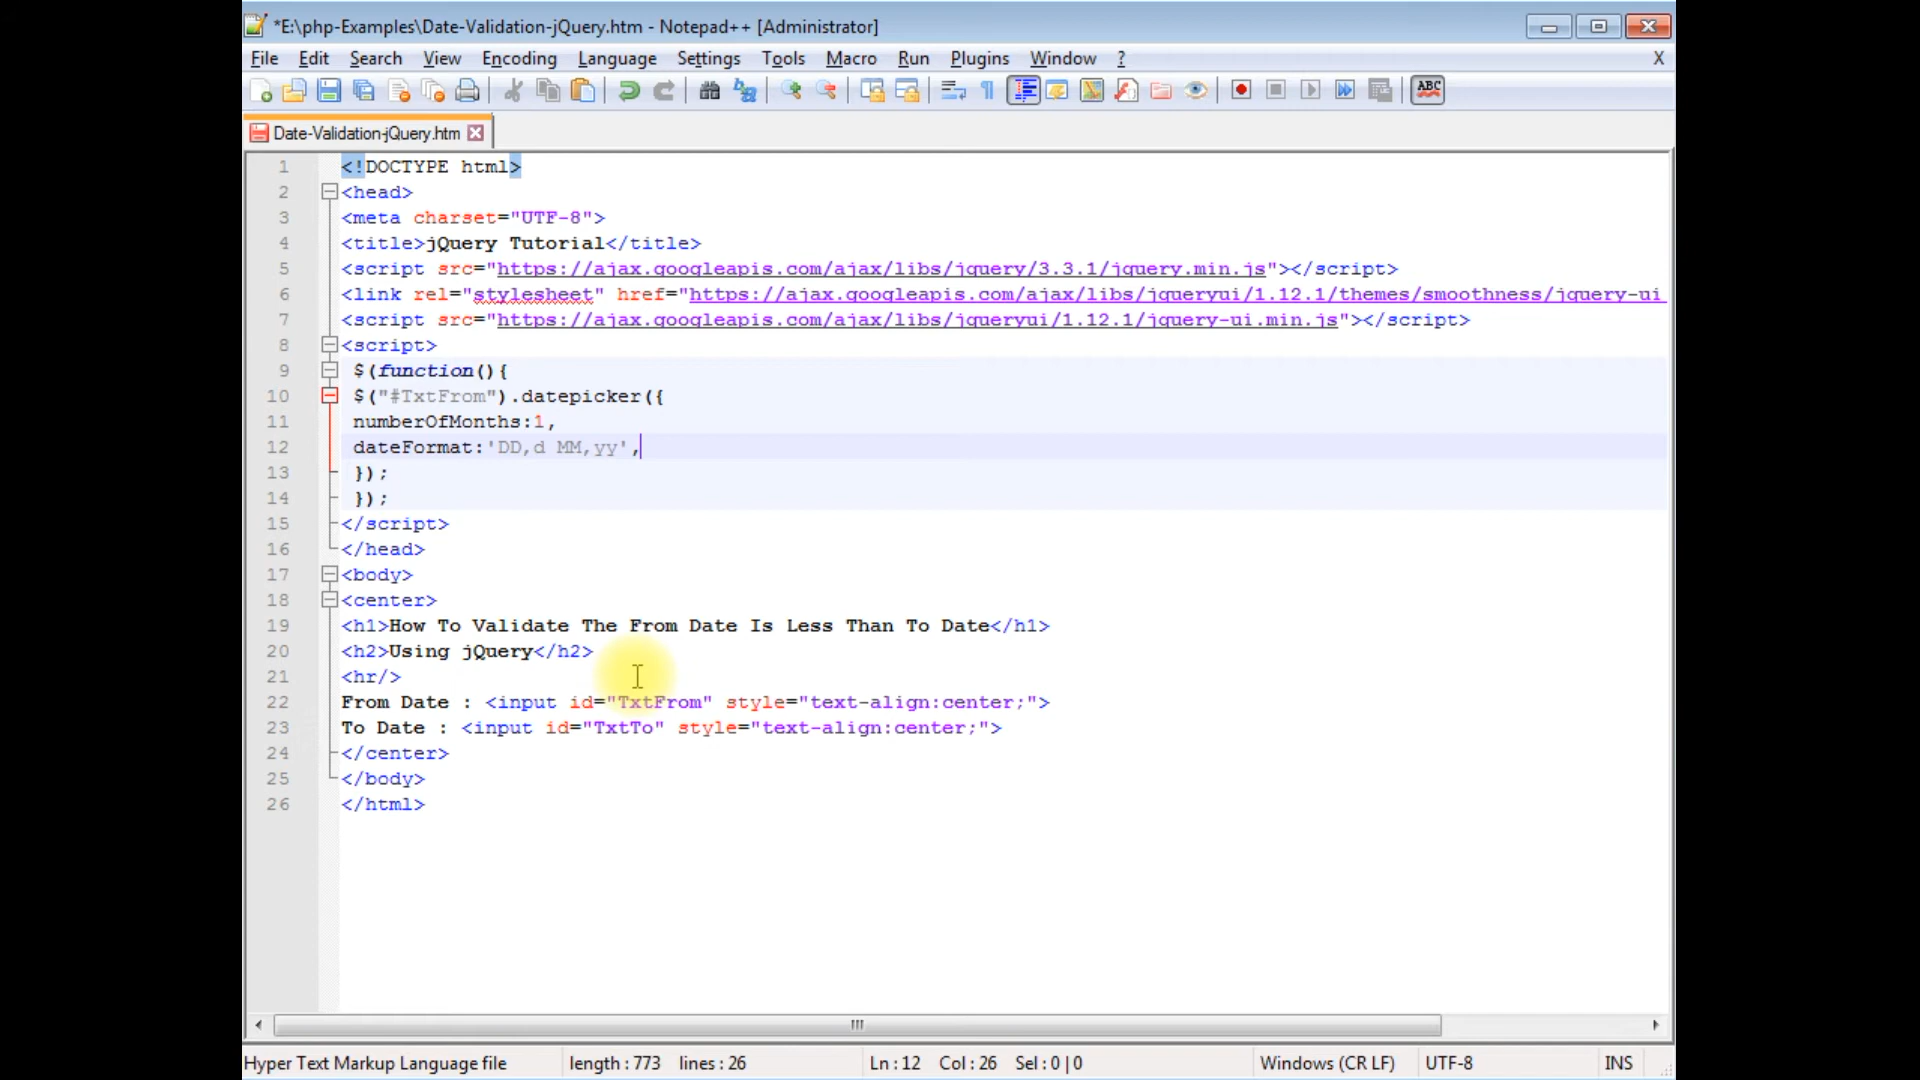 *E:\php-Examples\Date-Validation-jQuery.htm - Notepad++ [Administrator]
File Edit Search View Encoding Language Settings Tools Macro Run Plugins Window ? X
ABC
Date-Validation-jQuery.htm
1 <!DOCTYPE html>
2 <head>
3 <meta charset="UTF-8">
4 <title>jQuery Tutorial</title>
5 <script src="https://ajax.googleapis.com/ajax/libs/jquery/3.3.1/jquery.min.js"></script>
6 <link rel="stylesheet" href="https://ajax.googleapis.com/ajax/libs/jqueryui/1.12.1/themes/smoothness/jquery-ui
7 <script src="https://ajax.googleapis.com/ajax/libs/jqueryui/1.12.1/jquery-ui.min.js"></script>
8 <script>
9 $(function(){
10 $("#TxtFrom").datepicker({
11 numberOfMonths:1,
12 dateFormat:'DD,d MM,yy',
13 });
14 });
15 </script>
16 </head>
17 <body>
18 <center>
19 <h1>How To Validate The From Date Is Less Than To Date</h1>
20 <h2>Using jQuery</h2>
21 <hr/>
22 From Date : <input id="TxtFrom" style="text-align:center;">
23 To Date : <input id="TxtTo" style="text-align:center;">
24 </center>
25 </body>
26 </html>
Hyper Text Markup Language file length : 773 lines : 26 Ln : 12 Col : 26 Sel : 0 | 0 Windows (CR LF) UTF-8 INS